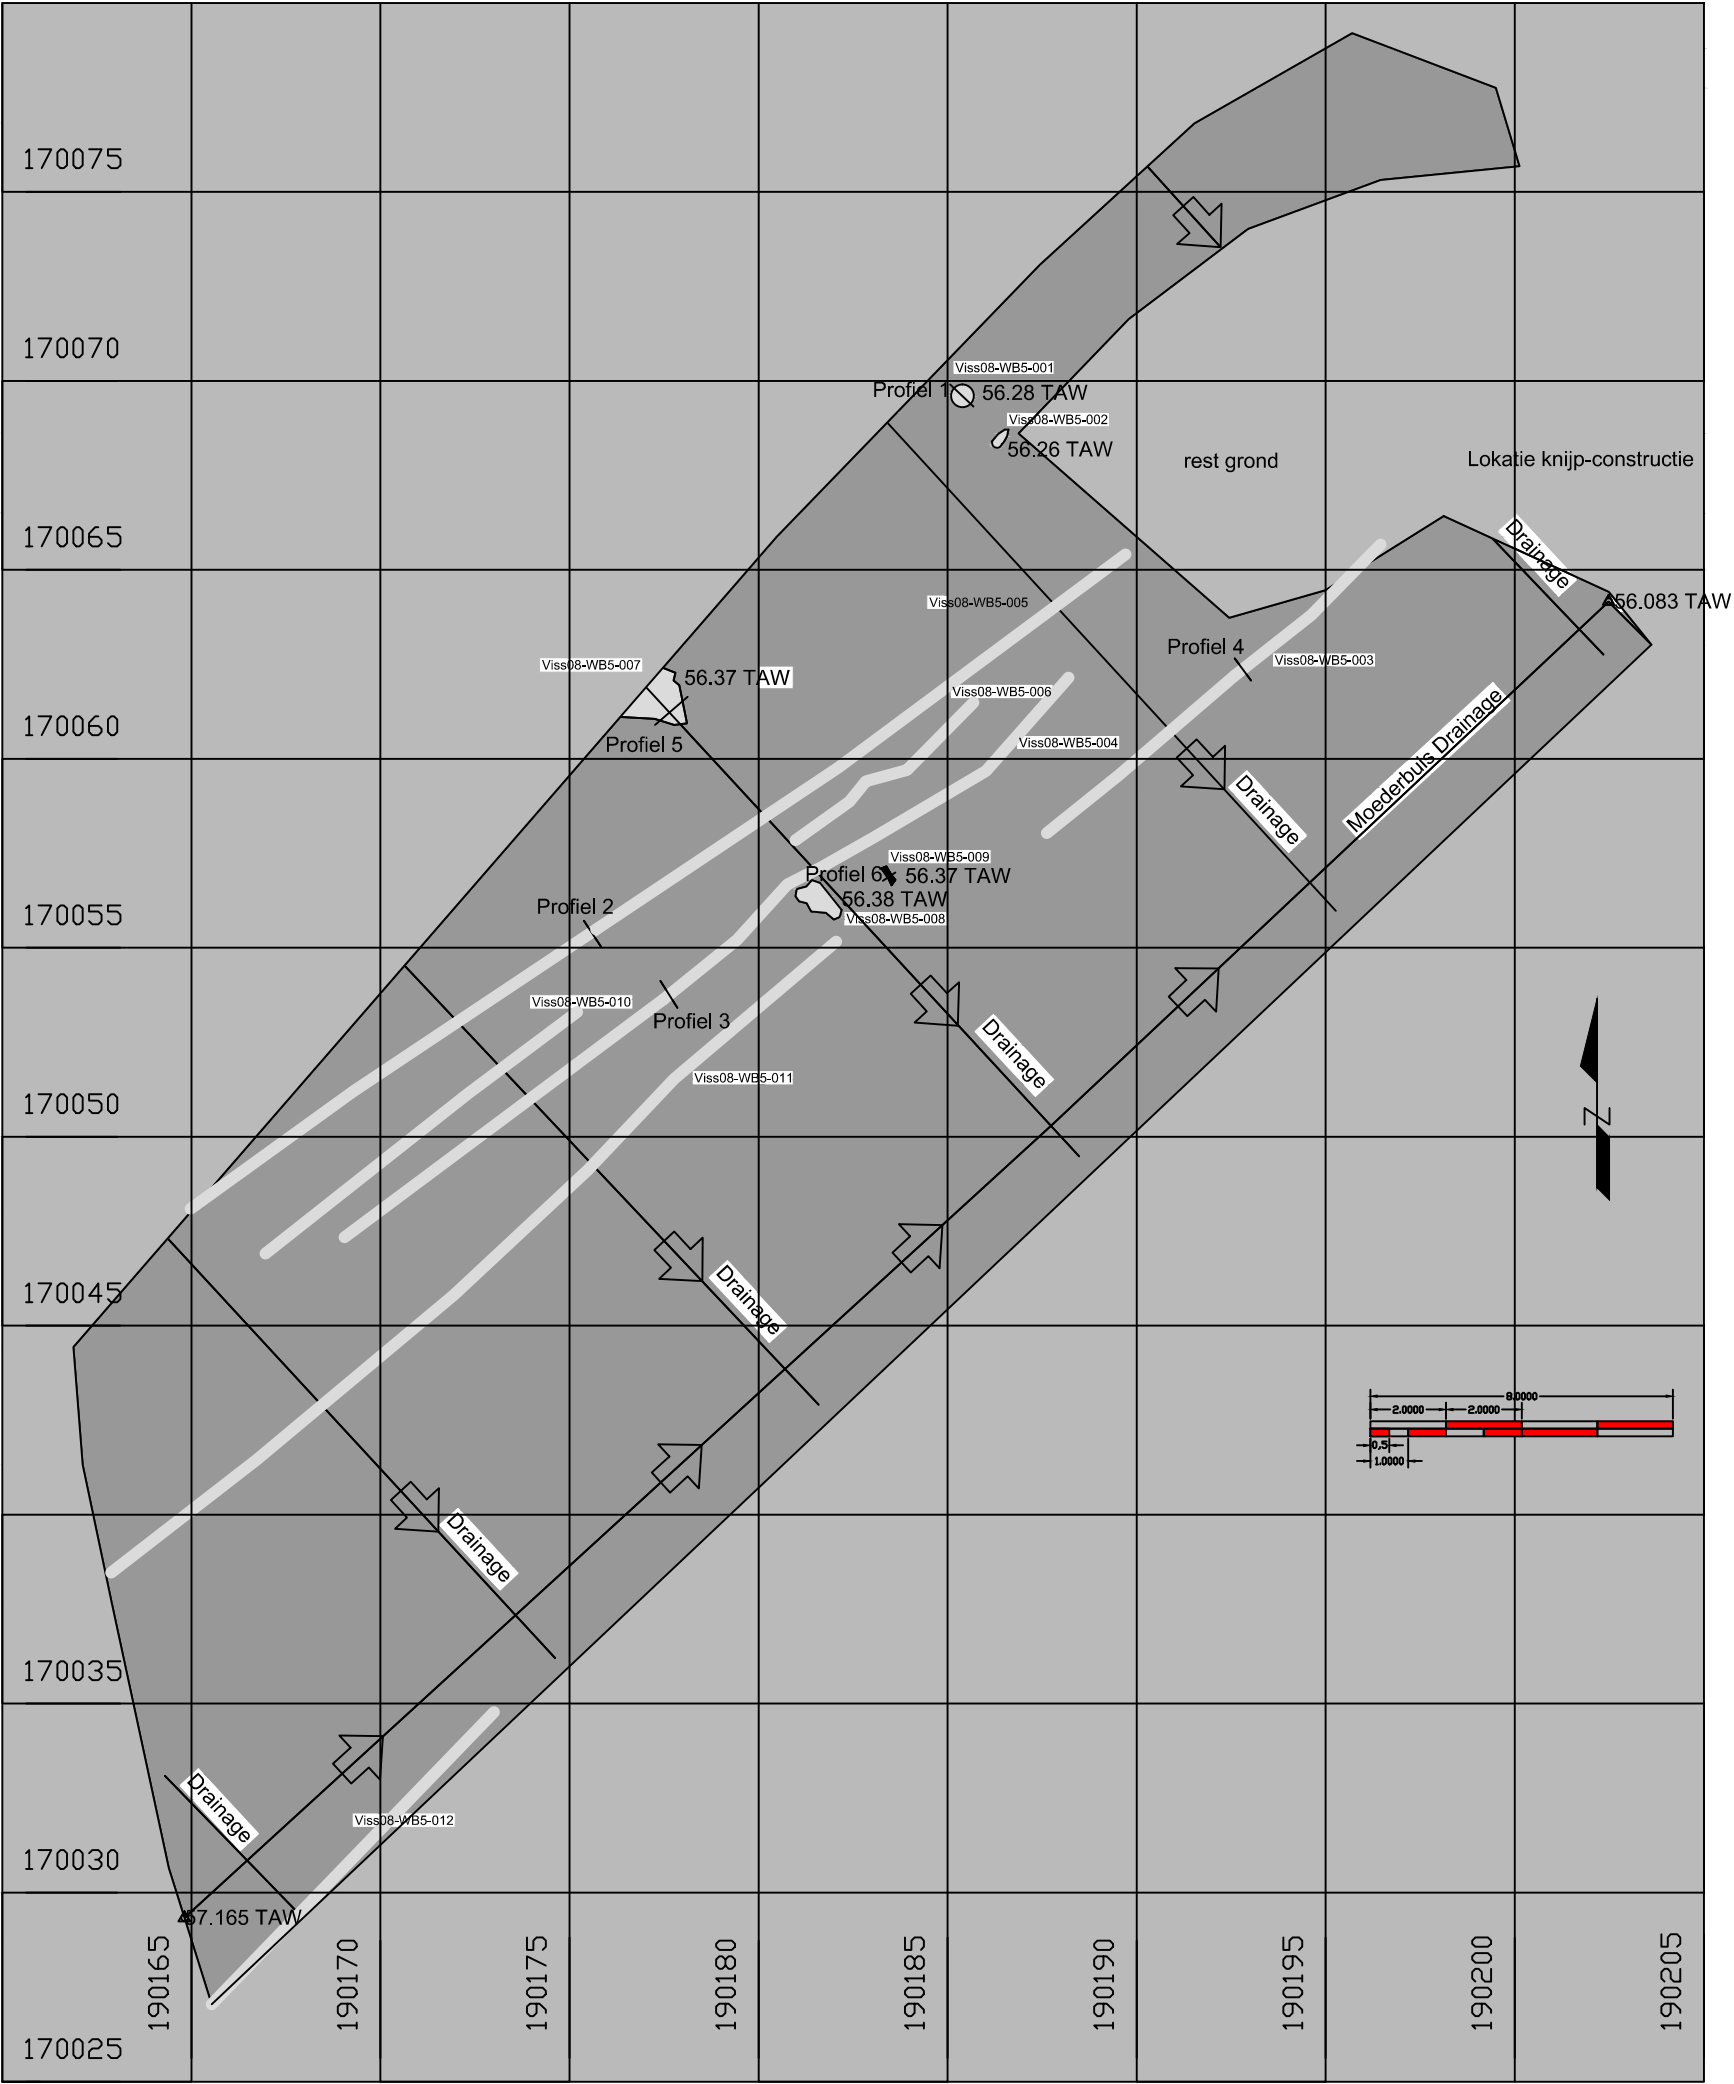 170075
170070
Viss08-WB5-001
Profiel 1
56.28 TAW
Viss08-WB5-002
56.26 TAW
rest grond
Lokatie knijp-constructie
170065
Drainage
Viss08-WB5-005
56.083 TAW
Profiel 4
Viss08-WB5-003
Viss08-WB5-007
56.37 TAW
Viss08-WB5-006
Moederbuis Drainage
170060
Profiel 5
Viss08-WB5-004
Drainage
Viss08-WB5-009
Profiel 6
56.37 TAW
56.38 TAW
Viss08-WB5-008
170055
Profiel 2
Viss08-WB5-010
Profiel 3
Drainage
Viss08-WB5-011
170050
N
170045
Drainage
8.0000
2.0000
2.0000
0,5
1.0000
Drainage
170035
Drainage
Viss08-WB5-012
170030
57.165 TAW
190165
190170
190175
190180
190185
190190
190195
190200
190205
170025